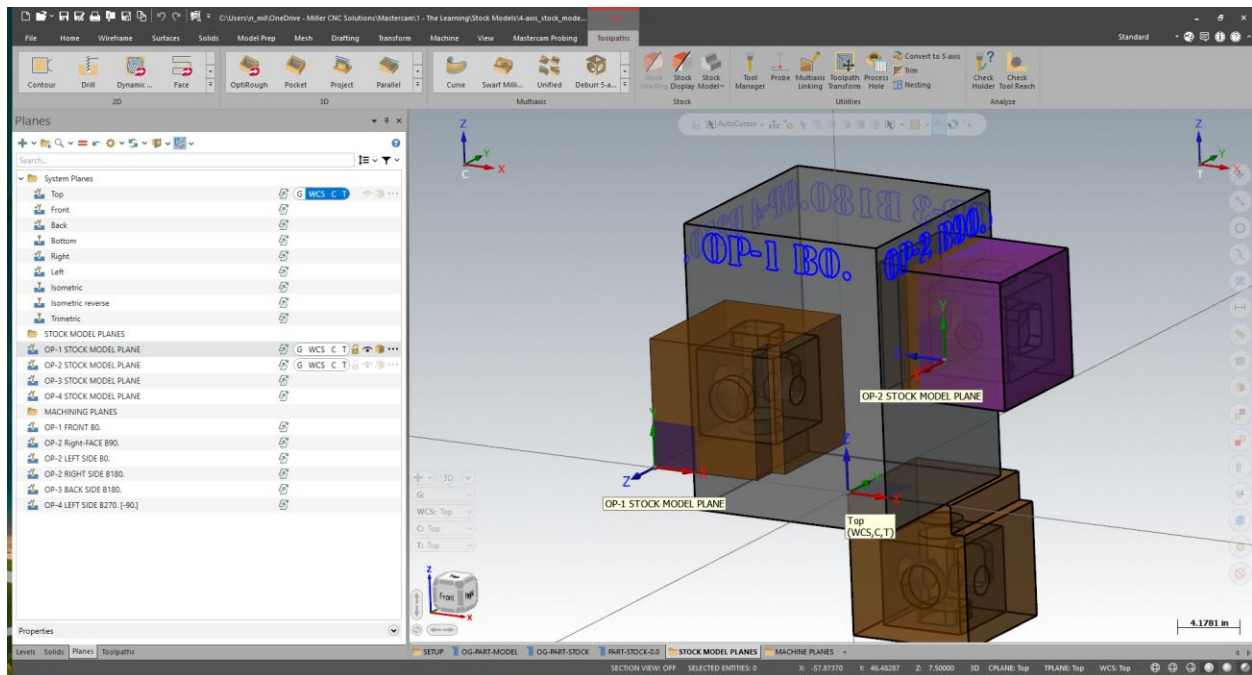 C:\Users\n_mil\OneDrive - Miller CNC Solutions\Mastercam\1 - The Learning\Stock Models\4-axis_stock_mode...
File Home Wireframe Surfaces Solids Model Prep Mesh Drafting Transform Machine View Mastercam Probing Toolpaths Standard
Contour Drill Dynamic ... Face OptiRough Pocket Project Parallel Curve Swarf Milli... Unified Deburr 5-a...
Stock Shading Stock Display Stock Model Tool Manager Probe Multiaxis Linking Toolpath Transform Process Hole Convert to 5-axis Trim Nesting Check Holder Check Tool Reach
2D 3D Multiaxis Stock Utilities Analyze
Planes
Search...
System Planes
Top G WCS C T
Front
Back
Bottom
Right
Left
Isometric
Isometric reverse
Trimetric
STOCK MODEL PLANES
OP-1 STOCK MODEL PLANE G WCS C T
OP-2 STOCK MODEL PLANE G WCS C T
OP-3 STOCK MODEL PLANE
OP-4 STOCK MODEL PLANE
MACHINING PLANES
OP-1 FRONT B0.
OP-2 Right-FACE B90.
OP-2 LEFT SIDE B0.
OP-2 RIGHT SIDE B180.
OP-3 BACK SIDE B180.
OP-4 LEFT SIDE B270. [-90.]
Properties
Levels Solids Planes Toolpaths
AutoCursor
Z Y X C
Z Y X T
OP-3 B180.
OP-1 B0.
OP-2 B90.
Z Y X
OP-2 STOCK MODEL PLANE
Z Y X
OP-1 STOCK MODEL PLANE
Z Y X
Top
(WCS,C,T)
3D
G:
WCS: Top
C: Top
T: Top
Z X
Front Right
4.1781 in
SETUP OG-PART-MODEL OG-PART-STOCK PART-STOCK-0.0 STOCK MODEL PLANES MACHINE PLANES
SECTION VIEW: OFF SELECTED ENTITIES: 0 X: -57.87370 Y: 46.48287 Z: 7.50000 3D CPLANE: Top TPLANE: Top WCS: Top